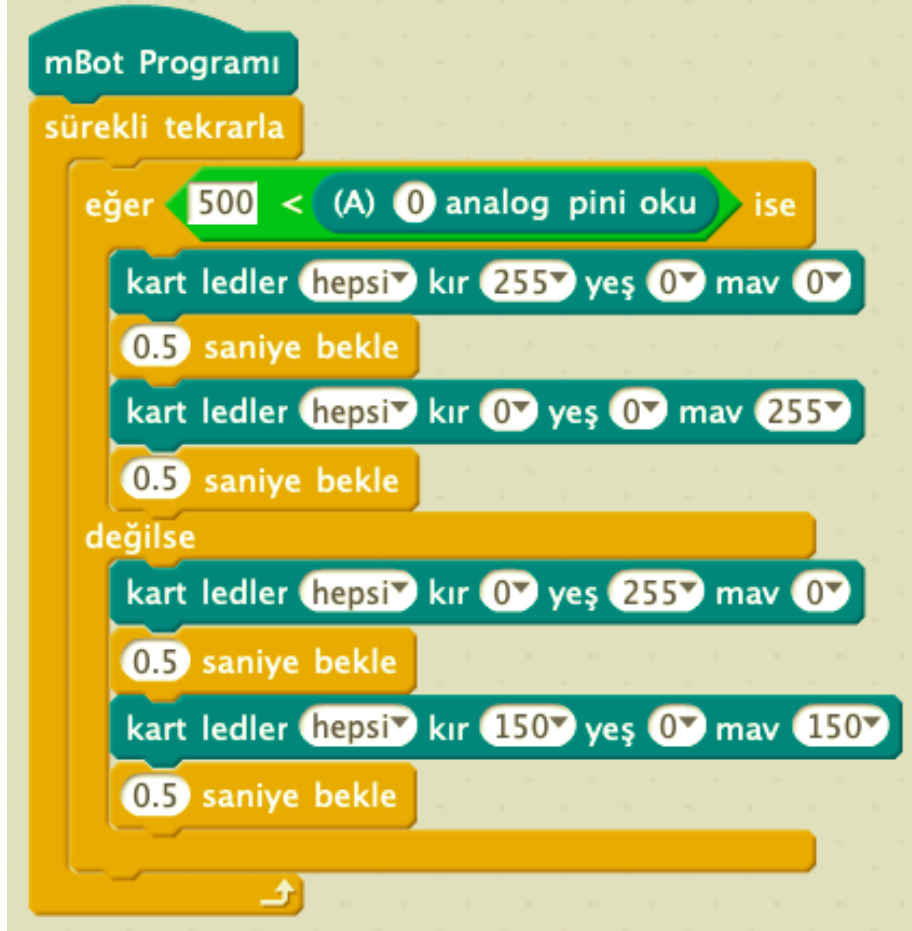 mBot Programı
sürekli tekrarla
eğer 500 < (A) 0 analog pini oku ise
kart ledler hepsi kır 255 yeş 0 mav 0
0.5 saniye bekle
kart ledler hepsi kır 0 yeş 0 mav 255
0.5 saniye bekle
değilse
kart ledler hepsi kır 0 yeş 255 mav 0
0.5 saniye bekle
kart ledler hepsi kır 150 yeş 0 mav 150
0.5 saniye bekle